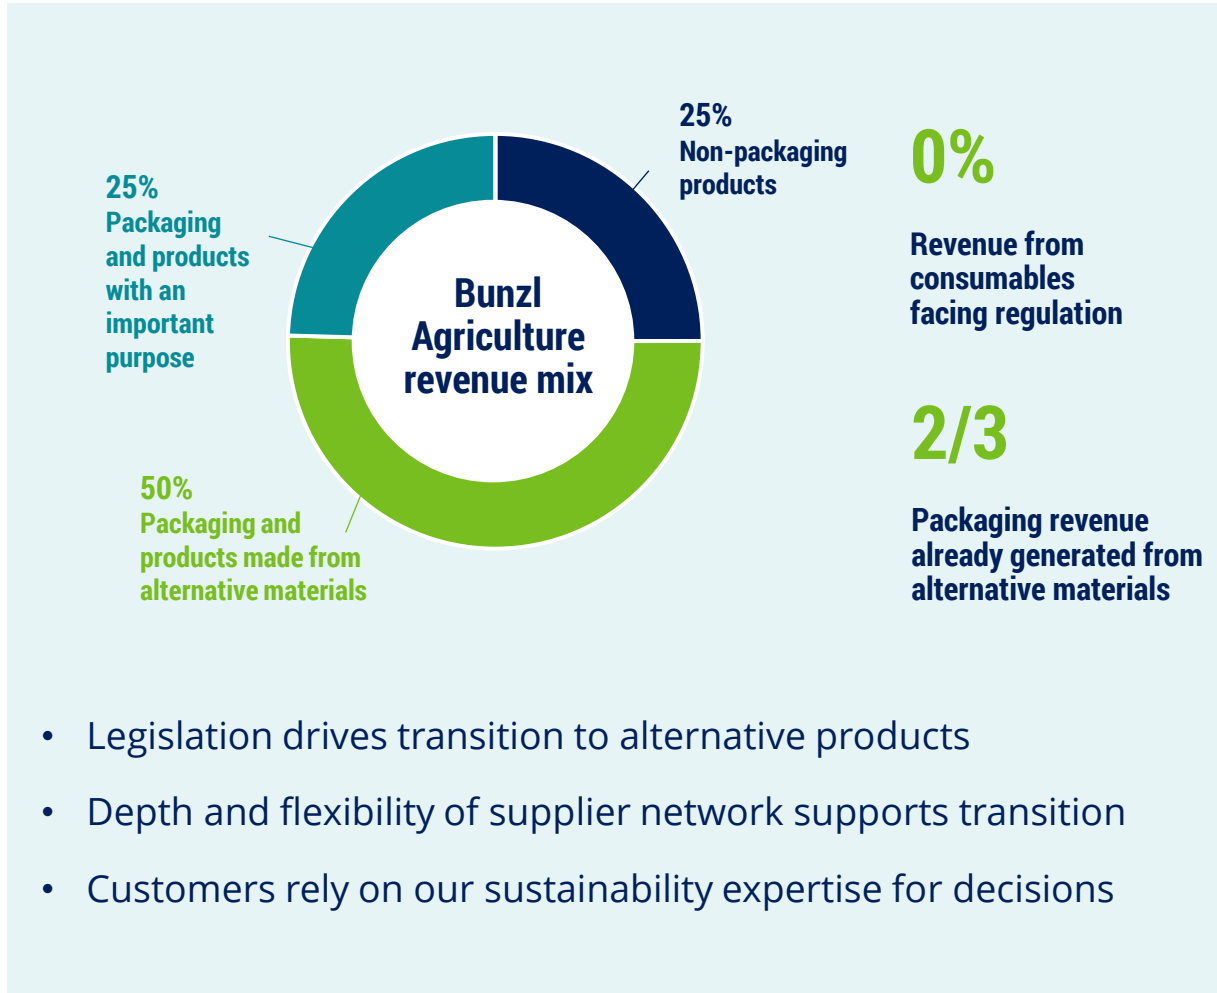 25%
Non-packaging
products
25%
Packaging
and products
with an
important
purpose
Bunzl
Agriculture
revenue mix
50%
Packaging and
products made from
alternative materials
0%
Revenue from
consumables
facing regulation
2/3
Packaging revenue
already generated from
alternative materials
• Legislation drives transition to alternative products
• Depth and flexibility of supplier network supports transition
• Customers rely on our sustainability expertise for decisions